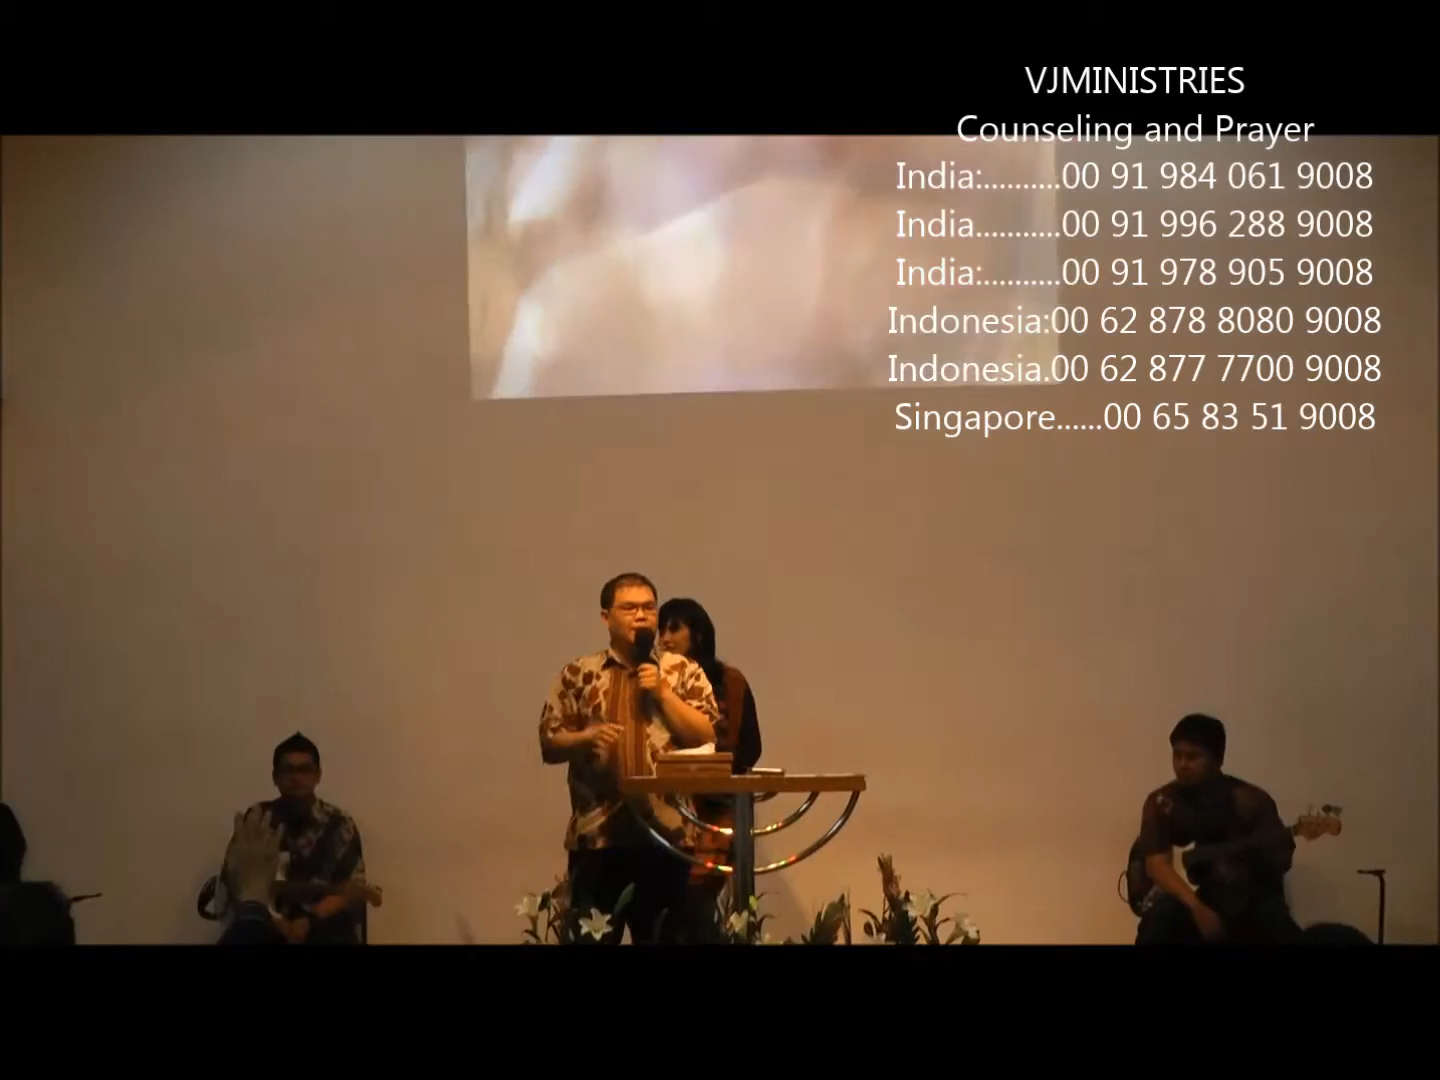 VJMINISTRIES
Counseling and Prayer
India:..........00 91 984 061 9008
India...........00 91 996 288 9008
India:..........00 91 978 905 9008
Indonesia:00 62 878 8080 9008
Indonesia.00 62 877 7700 9008
Singapore......00 65 83 51 9008